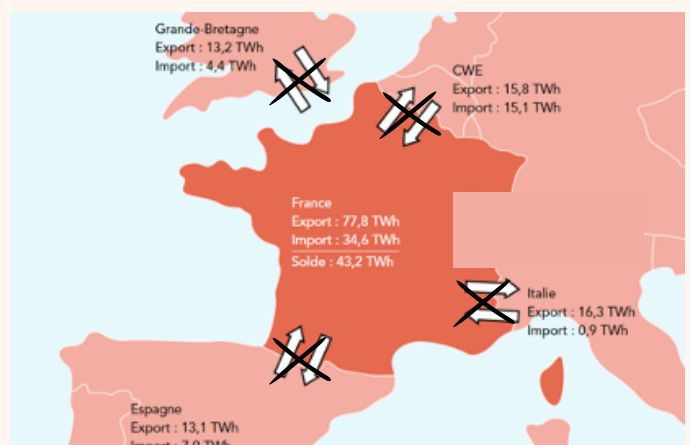 Grande-Bretagne
Export : 13,2 TWh
Import : 4,4 TWh
CWE
Export : 15,8 TWh
Import : 15,1 TWh
France
Export : 77,8 TWh
Import : 34,6 TWh
Solde : 43,2 TWh
Italie
Export : 16,3 TWh
Import : 0,9 TWh
Espagne
Export : 13,1 TWh